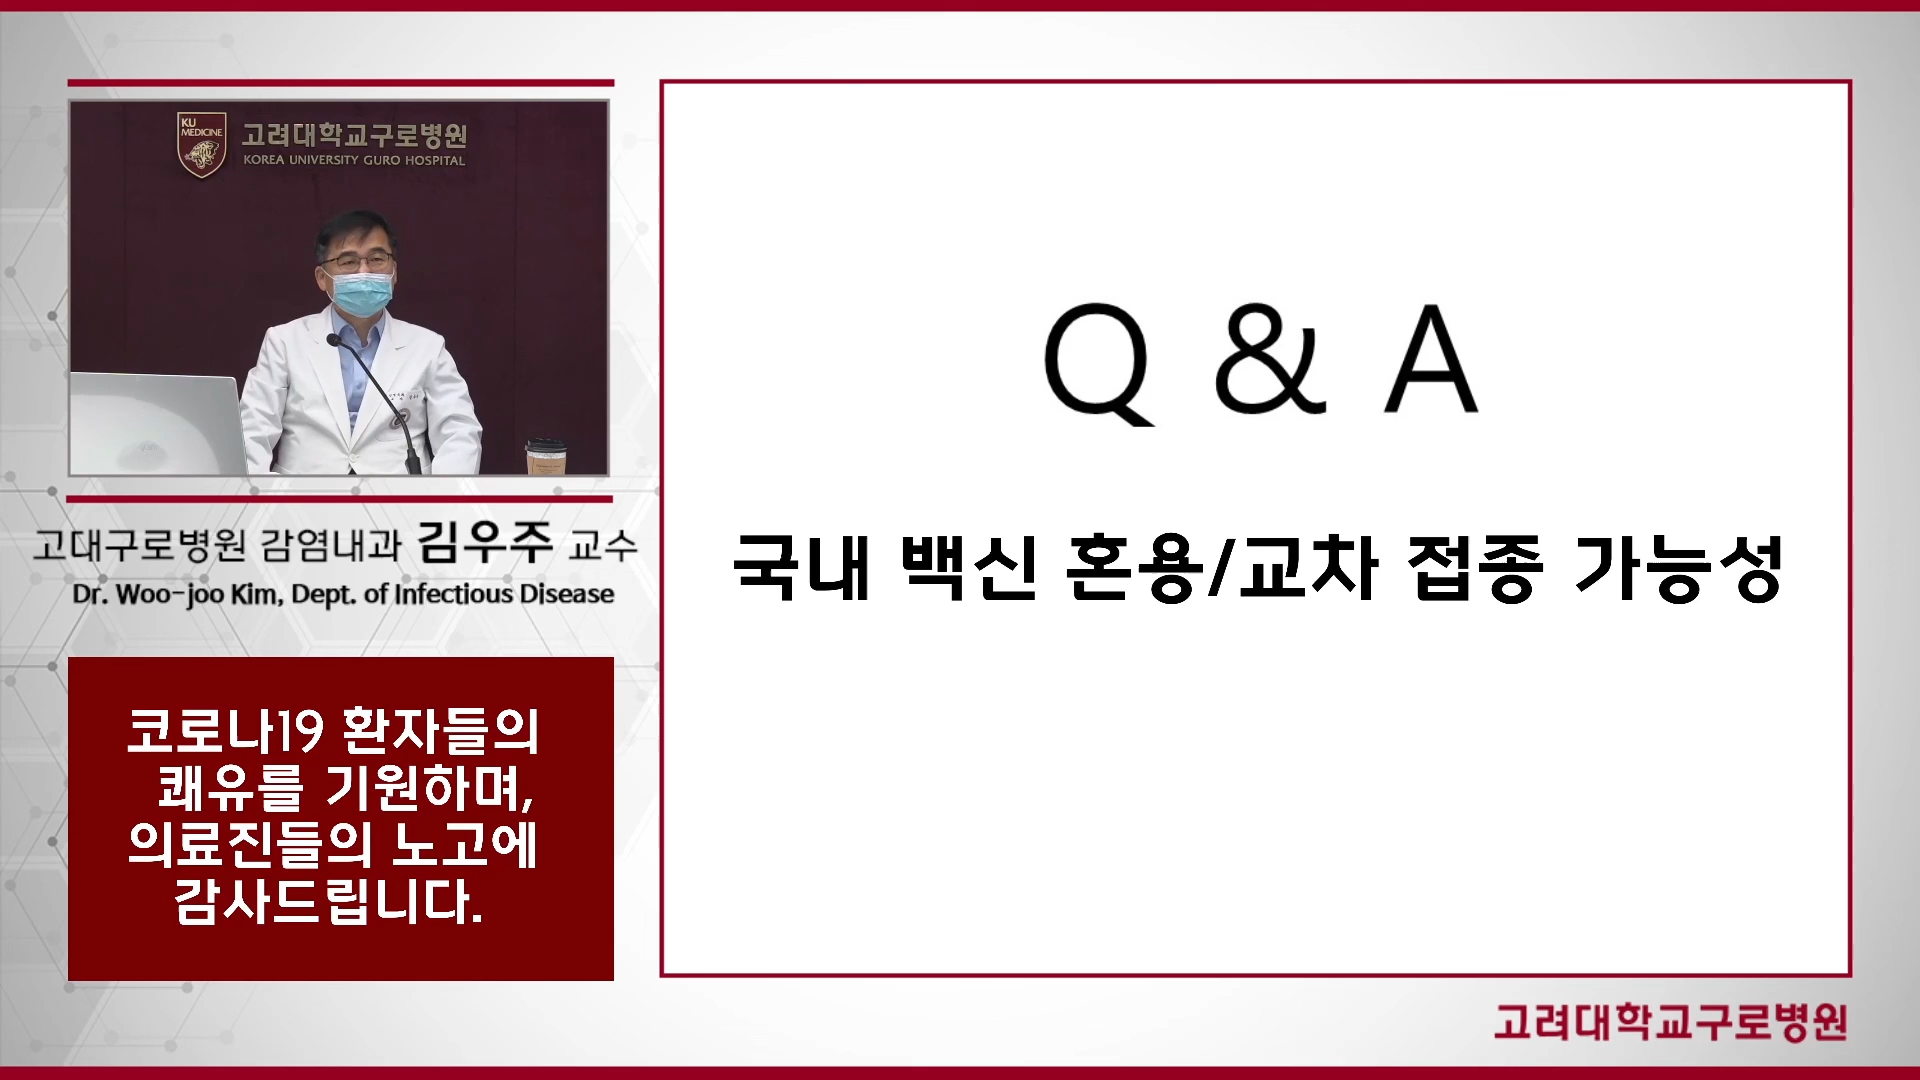 KU
MEDICINE
고려대학교구로병원
KOREA UNIVERSITY GURO HOSPITAL
고대구로병원 감염내과 김우주 교수
Dr. Woo-joo Kim, Dept. of Infectious Disease
코로나19 환자들의
쾌유를 기원하며,
의료진들의 노고에
감사드립니다.
Q & A
국내 백신 혼용/교차 접종 가능성
고려대학교구로병원